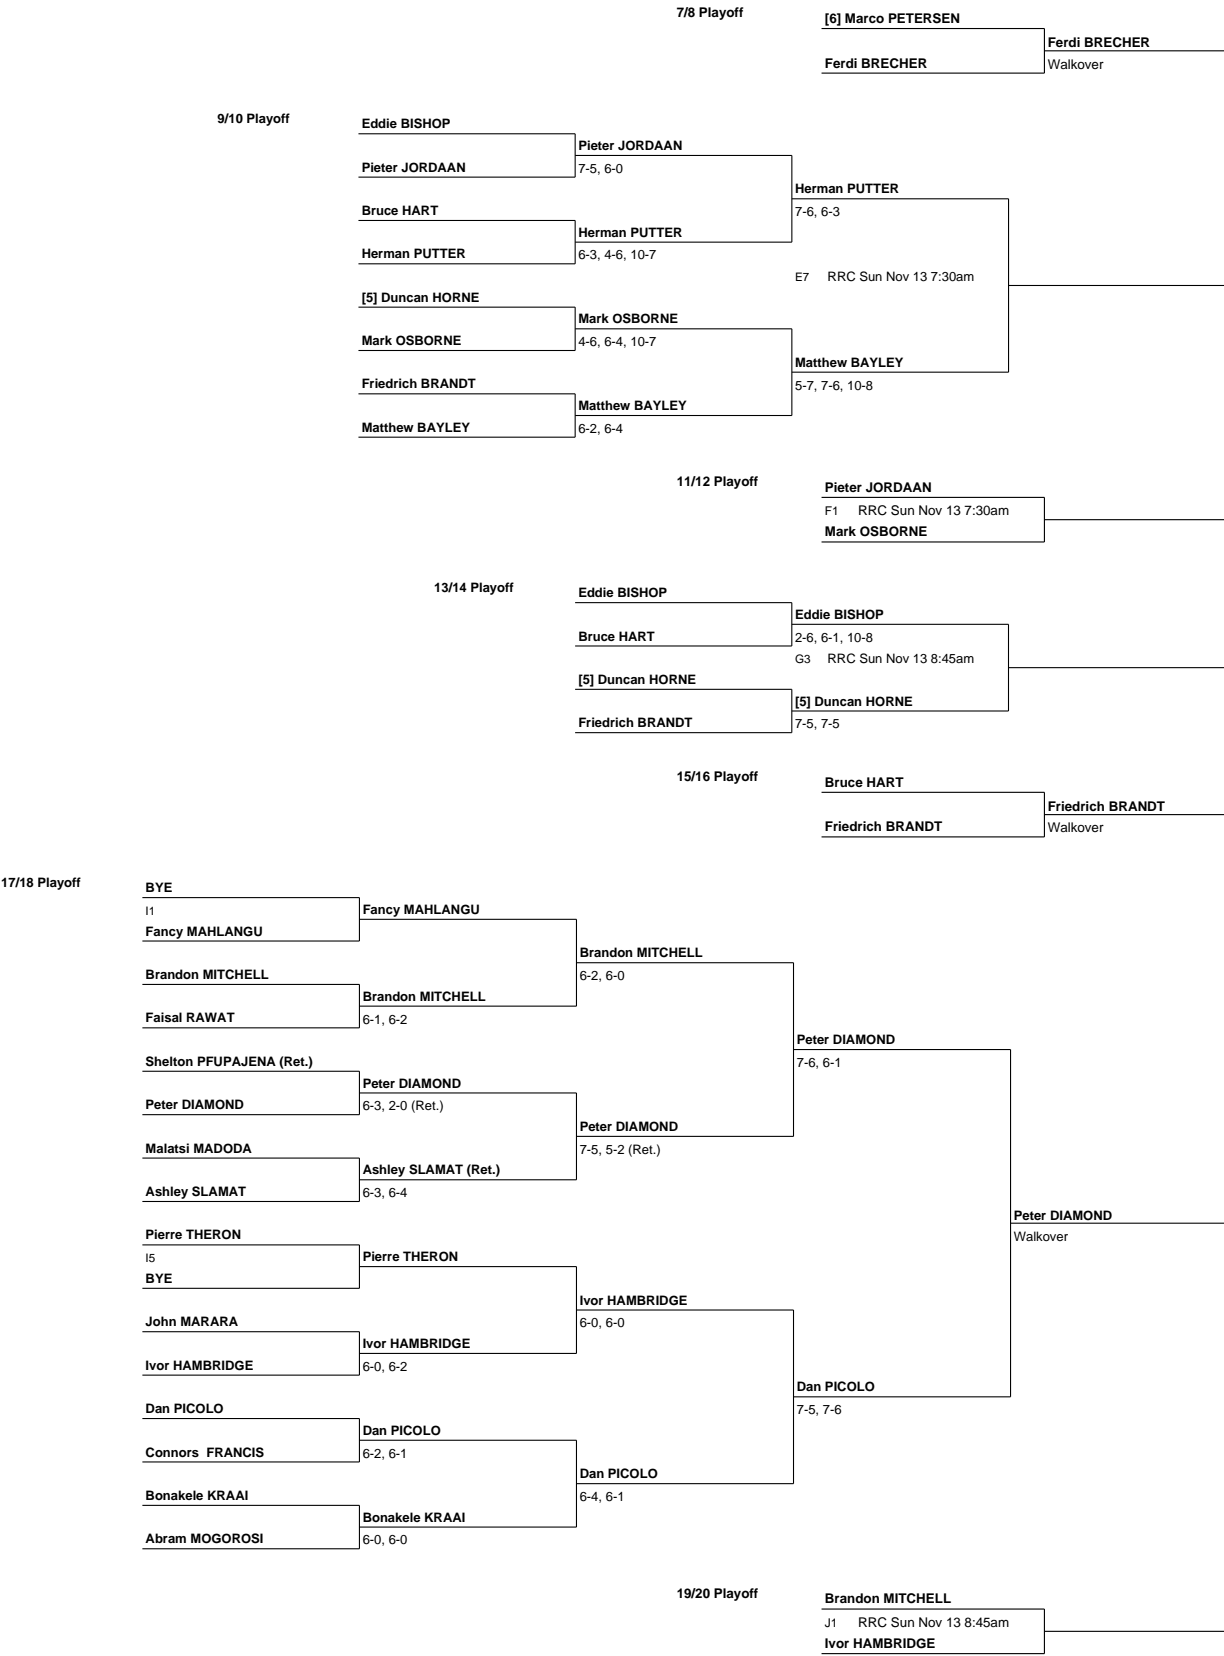 7/8 Playoff
[6] Marco PETERSEN
Ferdi BRECHER
Ferdi BRECHER
Walkover
9/10 Playoff
Eddie BISHOP
Pieter JORDAAN
Pieter JORDAAN
7-5, 6-0
Herman PUTTER
7-6, 6-3
Bruce HART
Herman PUTTER
Herman PUTTER
6-3, 4-6, 10-7
E7 RRC Sun Nov 13 7:30am
[5] Duncan HORNE
Mark OSBORNE
Mark OSBORNE
4-6, 6-4, 10-7
Matthew BAYLEY
5-7, 7-6, 10-8
Friedrich BRANDT
Matthew BAYLEY
Matthew BAYLEY
6-2, 6-4
11/12 Playoff
Pieter JORDAAN
F1 RRC Sun Nov 13 7:30am
Mark OSBORNE
13/14 Playoff
Eddie BISHOP
Eddie BISHOP
Bruce HART
2-6, 6-1, 10-8
G3 RRC Sun Nov 13 8:45am
[5] Duncan HORNE
[5] Duncan HORNE
Friedrich BRANDT
7-5, 7-5
15/16 Playoff
Bruce HART
Friedrich BRANDT
Friedrich BRANDT
Walkover
17/18 Playoff
BYE
I1
Fancy MAHLANGU
Fancy MAHLANGU
Brandon MITCHELL
6-2, 6-0
Brandon MITCHELL
Brandon MITCHELL
Faisal RAWAT
6-1, 6-2
Peter DIAMOND
7-6, 6-1
Shelton PFUPAJENA (Ret.)
Peter DIAMOND
Peter DIAMOND
6-3, 2-0 (Ret.)
Peter DIAMOND
7-5, 5-2 (Ret.)
Malatsi MADODA
Ashley SLAMAT (Ret.)
Ashley SLAMAT
6-3, 6-4
Peter DIAMOND
Walkover
Pierre THERON
I5
BYE
Pierre THERON
Ivor HAMBRIDGE
6-0, 6-0
John MARARA
Ivor HAMBRIDGE
Ivor HAMBRIDGE
6-0, 6-2
Dan PICOLO
7-5, 7-6
Dan PICOLO
Dan PICOLO
Connors FRANCIS
6-2, 6-1
Dan PICOLO
6-4, 6-1
Bonakele KRAAI
Bonakele KRAAI
Abram MOGOROSI
6-0, 6-0
19/20 Playoff
Brandon MITCHELL
J1 RRC Sun Nov 13 8:45am
Ivor HAMBRIDGE